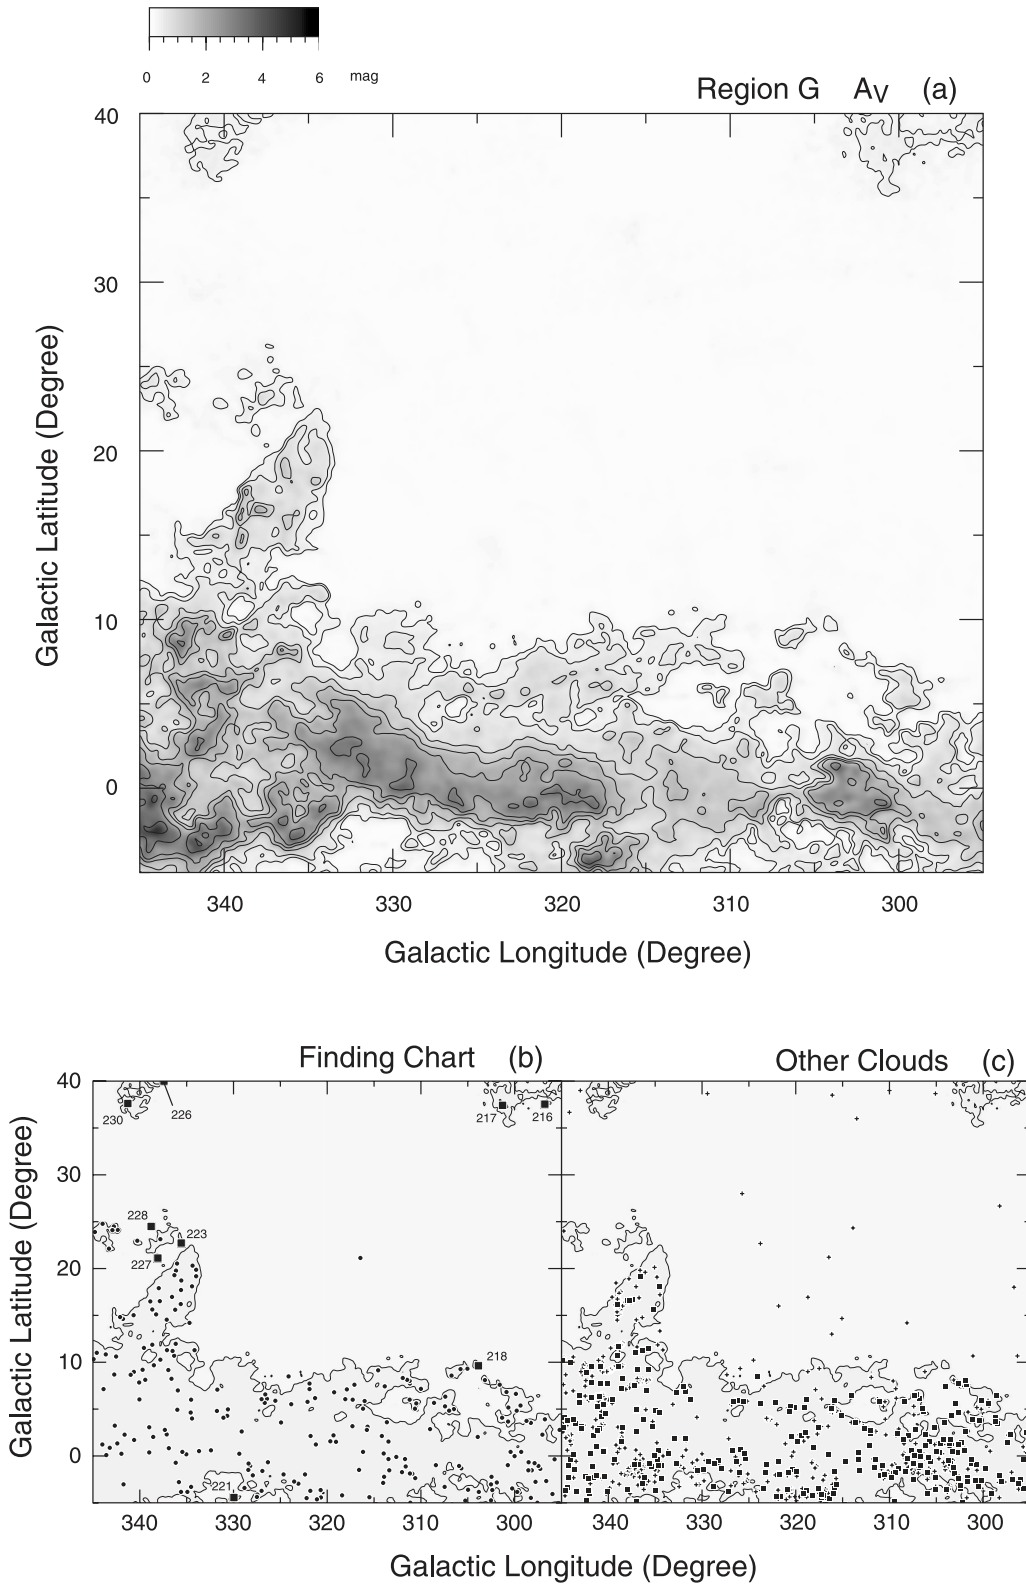 0 2 4 6 mag
Region G AV (a)
40
30
20
10
0
Galactic Latitude (Degree)
340 330 320 310 300
Galactic Longitude (Degree)
Finding Chart (b)
Other Clouds (c)
40
30
20
10
0
Galactic Latitude (Degree)
230
226
217
216
228
223
227
218
221
340 330 320 310 300
340 330 320 310 300
Galactic Longitude (Degree)